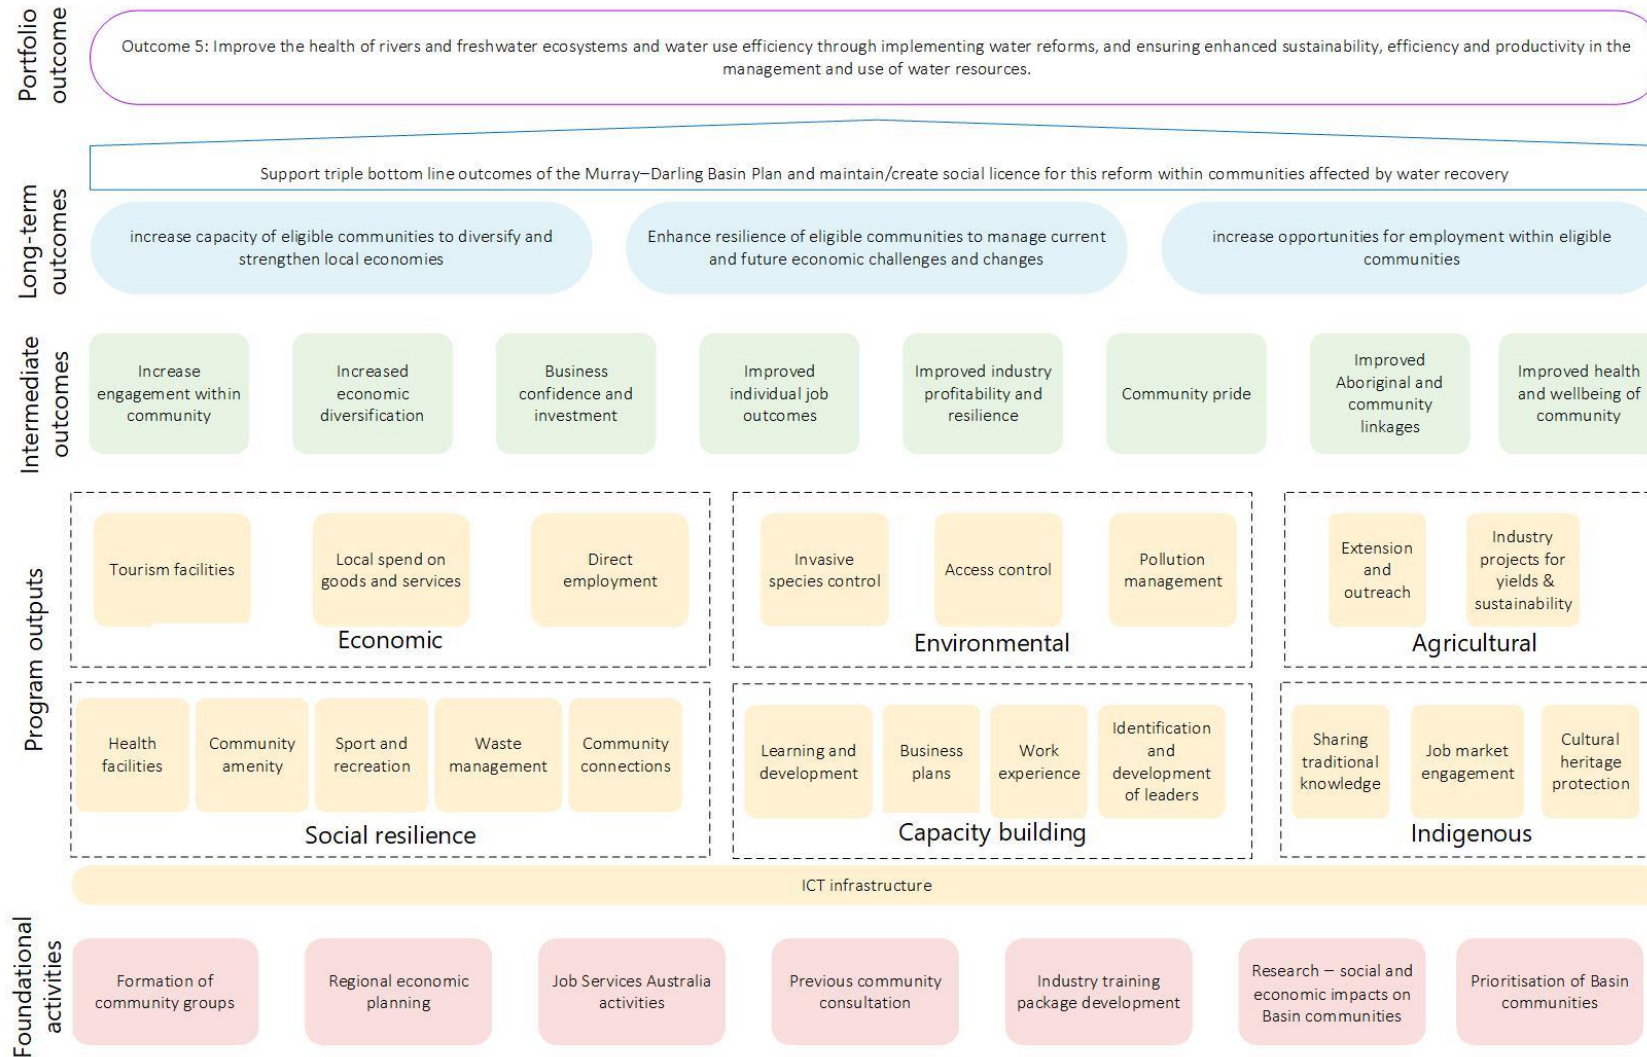 Portfolio
outcome
Outcome 5: Improve the health of rivers and freshwater ecosystems and water use efficiency through implementing water reforms, and ensuring enhanced sustainability, efficiency and productivity in the
management and use of water resources.
Long-term
outcomes
Support triple bottom line outcomes of the Murray–Darling Basin Plan and maintain/create social licence for this reform within communities affected by water recovery
increase capacity of eligible communities to diversify and
strengthen local economies
Enhance resilience of eligible communities to manage current
and future economic challenges and changes
increase opportunities for employment within eligible
communities
Intermediate
outcomes
Increase
engagement within
community
Increased
economic
diversification
Business
confidence and
investment
Improved
individual job
outcomes
Improved industry
profitability and
resilience
Community pride
Improved
Aboriginal and
community
linkages
Improved health
and wellbeing of
community
Program outputs
Tourism facilities
Local spend on
goods and services
Direct
employment
Economic
Invasive
species control
Access control
Pollution
management
Environmental
Extension
and
outreach
Industry
projects for
yields &
sustainability
Agricultural
Health
facilities
Community
amenity
Sport and
recreation
Waste
management
Community
connections
Social resilience
Learning and
development
Business
plans
Work
experience
Identification
and
development
of leaders
Capacity building
Sharing
traditional
knowledge
Job market
engagement
Cultural
heritage
protection
Indigenous
ICT infrastructure
Foundational
activities
Formation of
community groups
Regional economic
planning
Job Services Australia
activities
Previous community
consultation
Industry training
package development
Research – social and
economic impacts on
Basin communities
Prioritisation of Basin
communities